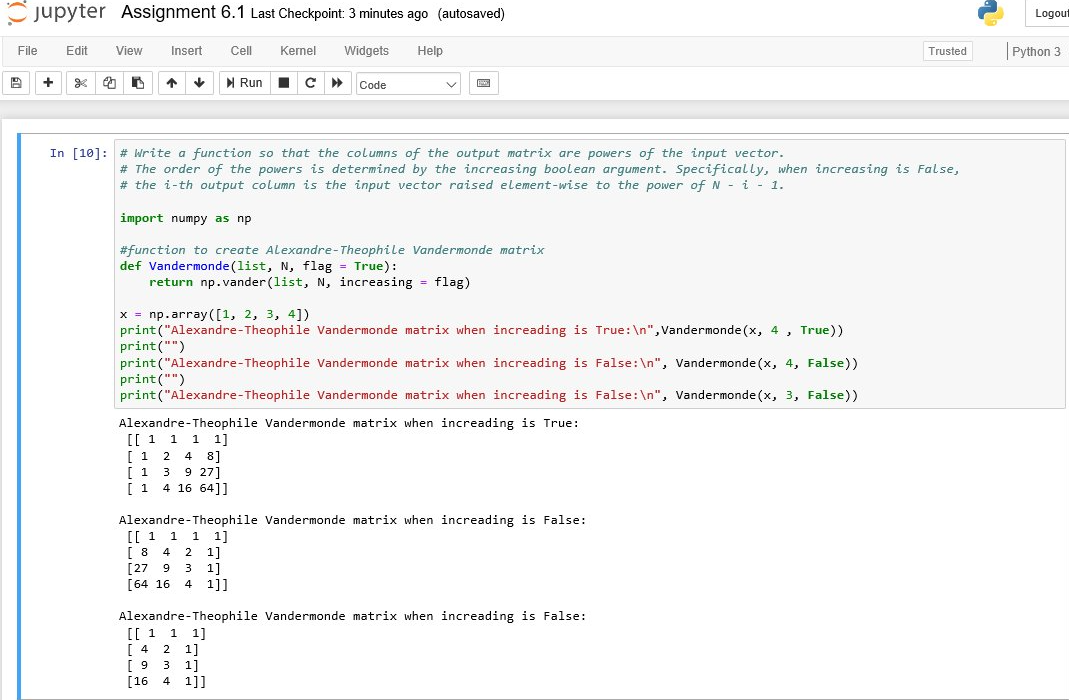 jupyter Assignment 6.1 Last Checkpoint: 3 minutes ago (autosaved)
Logout
File Edit View Insert Cell Kernel Widgets Help
Trusted Python 3
Run Code
In [10]: # Write a function so that the columns of the output matrix are powers of the input vector.
# The order of the powers is determined by the increasing boolean argument. Specifically, when increasing is False,
# the i-th output column is the input vector raised element-wise to the power of N - i - 1.
import numpy as np
#function to create Alexandre-Theophile Vandermonde matrix
def Vandermonde(list, N, flag = True):
    return np.vander(list, N, increasing = flag)
x = np.array([1, 2, 3, 4])
print("Alexandre-Theophile Vandermonde matrix when increading is True:\n",Vandermonde(x, 4 , True))
print("")
print("Alexandre-Theophile Vandermonde matrix when increading is False:\n", Vandermonde(x, 4, False))
print("")
print("Alexandre-Theophile Vandermonde matrix when increading is False:\n", Vandermonde(x, 3, False))
Alexandre-Theophile Vandermonde matrix when increading is True:
 [[ 1  1  1  1]
 [ 1  2  4  8]
 [ 1  3  9 27]
 [ 1  4 16 64]]
Alexandre-Theophile Vandermonde matrix when increading is False:
 [[ 1  1  1  1]
 [ 8  4  2  1]
 [27  9  3  1]
 [64 16  4  1]]
Alexandre-Theophile Vandermonde matrix when increading is False:
 [[ 1  1  1]
 [ 4  2  1]
 [ 9  3  1]
 [16  4  1]]